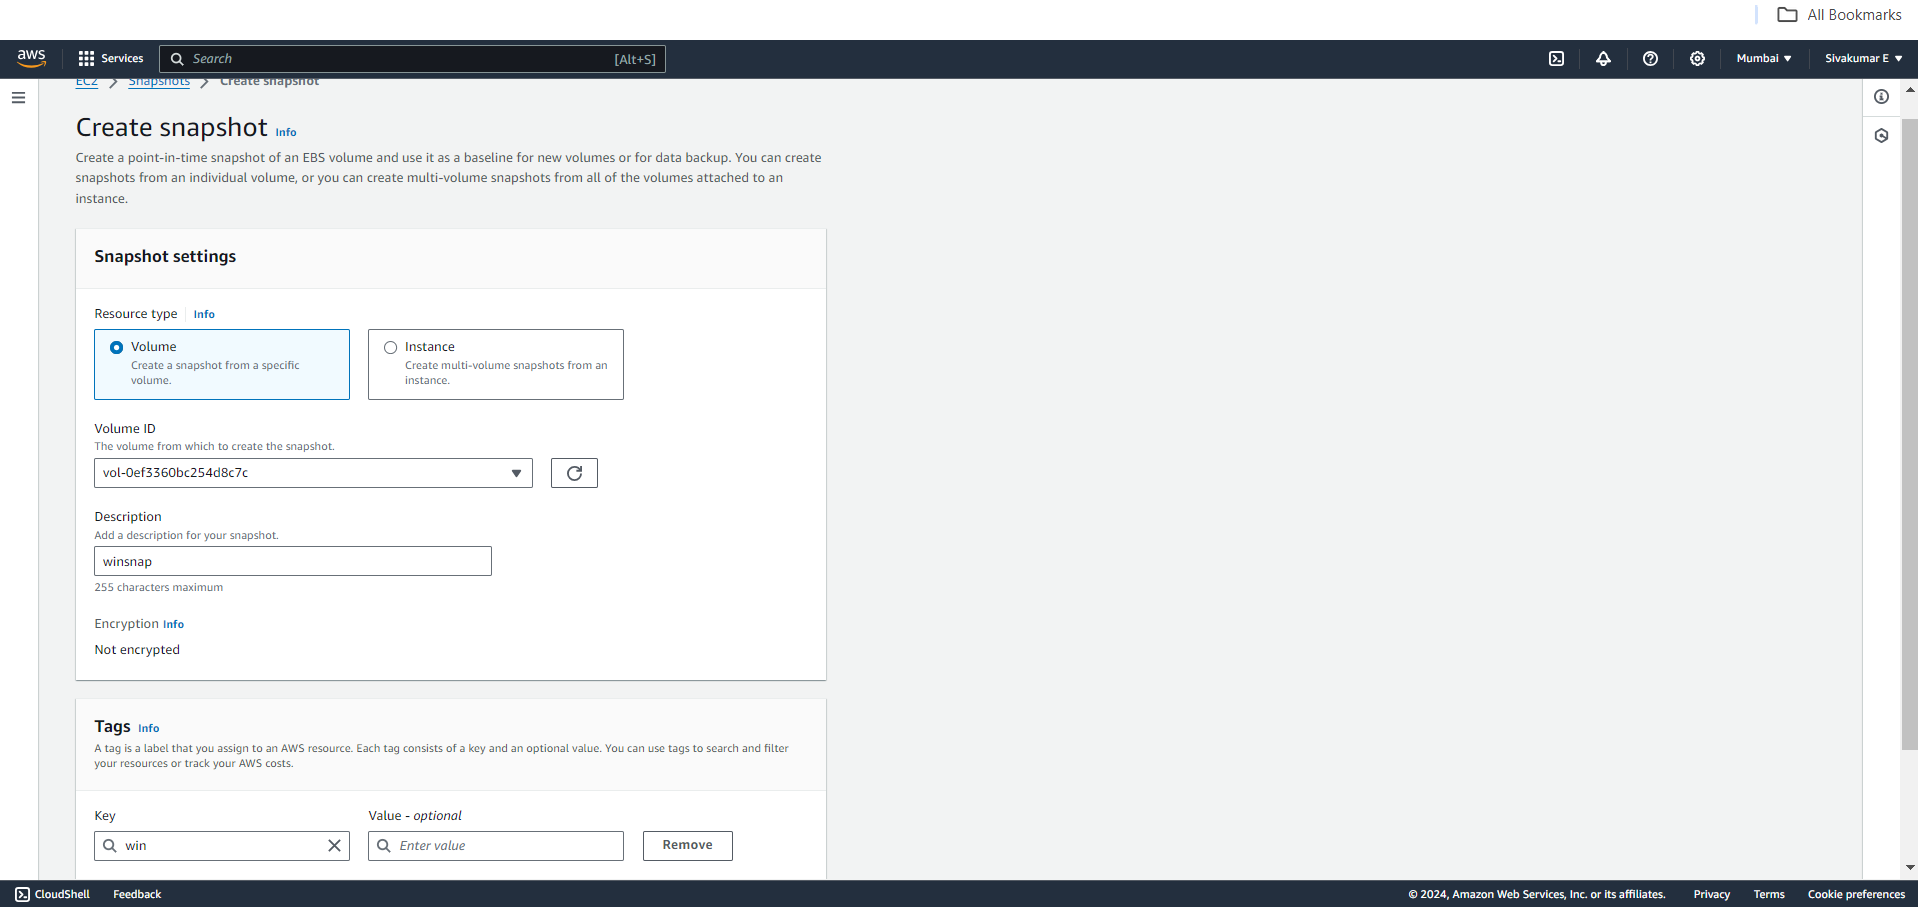 All Bookmarks
aws Services Search [Alt+S] Mumbai Sivakumar E
EC2 Snapshots Create snapshot
Create snapshot Info
Create a point-in-time snapshot of an EBS volume and use it as a baseline for new volumes or for data backup. You can create
snapshots from an individual volume, or you can create multi-volume snapshots from all of the volumes attached to an
instance.
Snapshot settings
Resource type Info
Volume
Create a snapshot from a specific
volume.
Instance
Create multi-volume snapshots from an
instance.
Volume ID
The volume from which to create the snapshot.
vol-0ef3360bc254d8c7c
Description
Add a description for your snapshot.
winsnap
255 characters maximum
Encryption Info
Not encrypted
Tags Info
A tag is a label that you assign to an AWS resource. Each tag consists of a key and an optional value. You can use tags to search and filter
your resources or track your AWS costs.
Key Value - optional
win Enter value Remove
CloudShell Feedback © 2024, Amazon Web Services, Inc. or its affiliates. Privacy Terms Cookie preferences